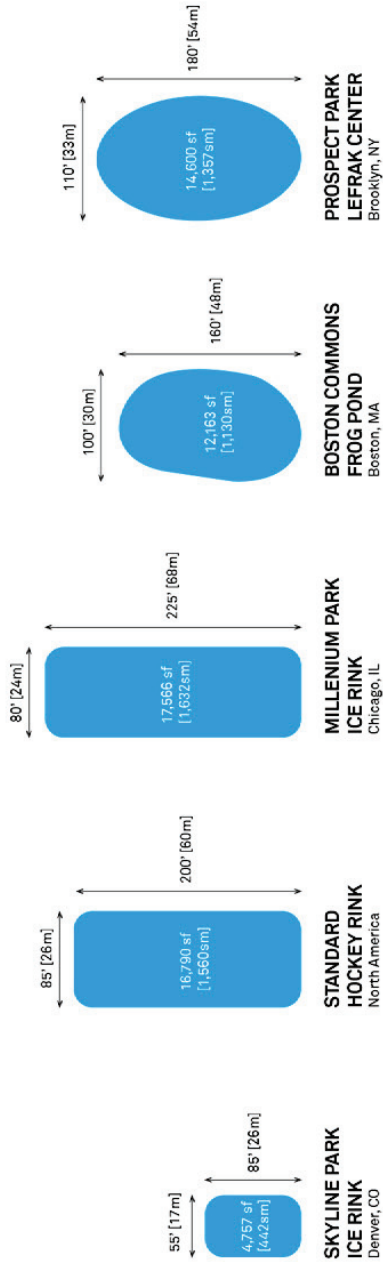 55' [17m]
85' [26m]
4,757 sf
[442sm]
SKYLINE PARK
ICE RINK
Denver, CO
85' [26m]
200' [60m]
16,790 sf
[1,560sm]
STANDARD
HOCKEY RINK
North America
80' [24m]
225' [68m]
17,566 sf
[1,632sm]
MILLENIUM PARK
ICE RINK
Chicago, IL
100' [30m]
160' [48m]
12,163 sf
[1,130sm]
BOSTON COMMONS
FROG POND
Boston, MA
110' [33m]
180' [54m]
14,600 sf
[1,357sm]
PROSPECT PARK
LEFRAK CENTER
Brooklyn, NY